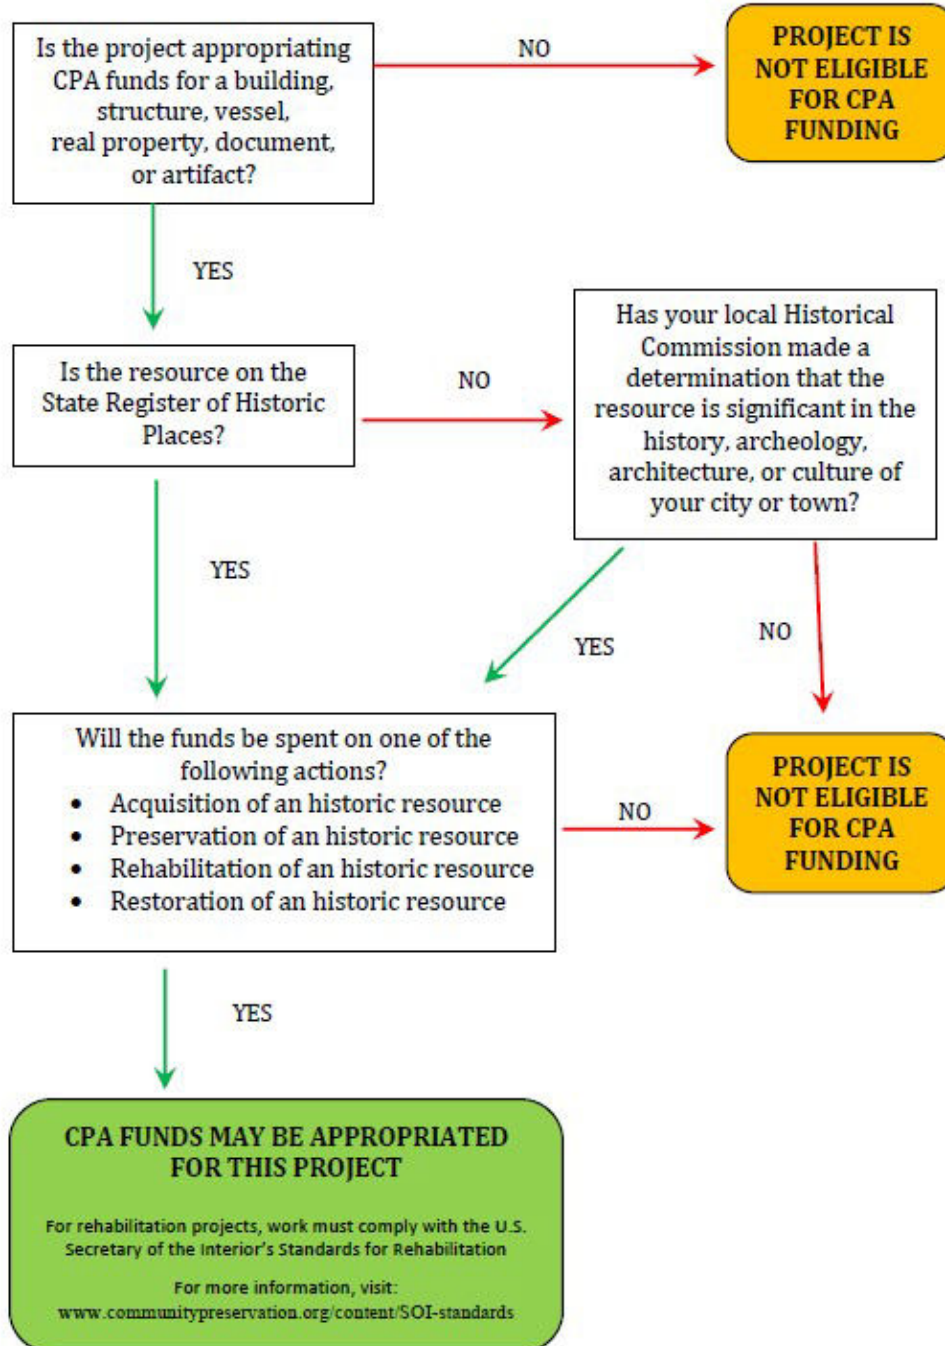 Is the project appropriating
CPA funds for a building,
structure, vessel,
real property, document,
or artifact?
NO
PROJECT IS
NOT ELIGIBLE
FOR CPA
FUNDING
YES
Is the resource on the
State Register of Historic
Places?
NO
Has your local Historical
Commission made a
determination that the
resource is significant in the
history, archeology,
architecture, or culture of
your city or town?
YES
YES
NO
Will the funds be spent on one of the
following actions?
• Acquisition of an historic resource
• Preservation of an historic resource
• Rehabilitation of an historic resource
• Restoration of an historic resource
NO
PROJECT IS
NOT ELIGIBLE
FOR CPA
FUNDING
YES
CPA FUNDS MAY BE APPROPRIATED
FOR THIS PROJECT
For rehabilitation projects, work must comply with the U.S.
Secretary of the Interior's Standards for Rehabilitation
For more information, visit:
www.communitypreservation.org/content/SOI-standards